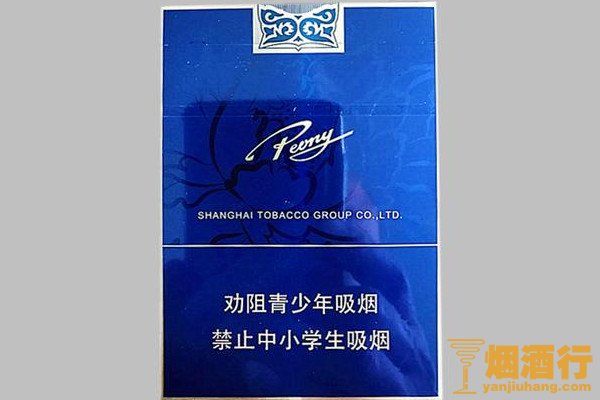 Peony
SHANGHAI TOBACCO GROUP CO.,LTD.
劝阻青少年吸烟
禁止中小学生吸烟
烟酒行
yanjiuhang.com